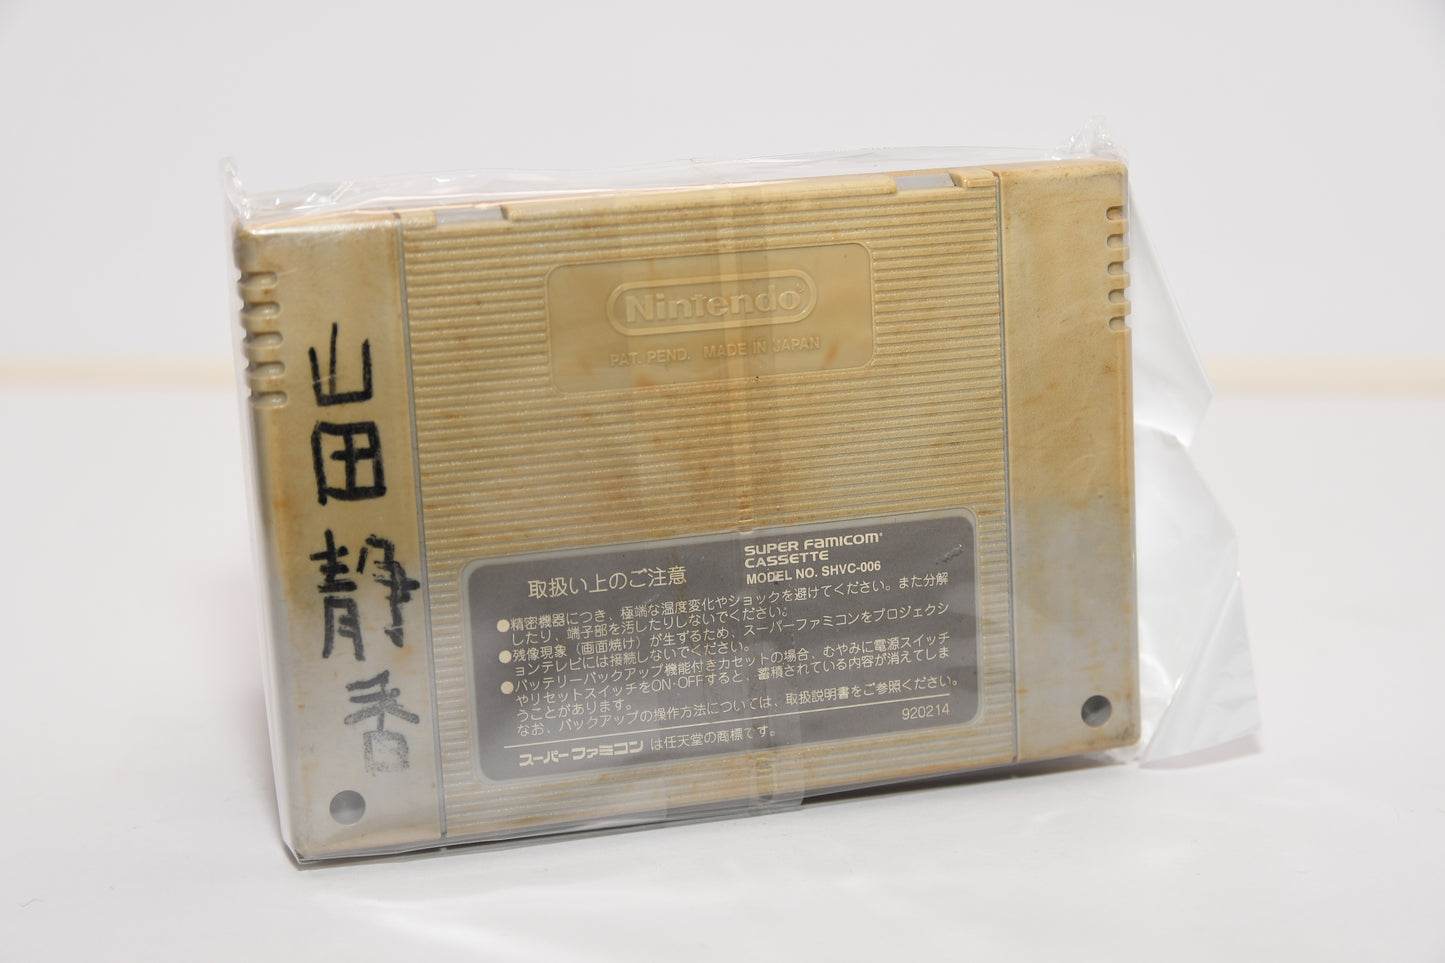 山田静香
Nintendo
PAT. PEND. MADE IN JAPAN
SUPER FAMICOM
CASSETTE
MODEL NO. SHVC-006
取扱い上のご注意
●精密機器につき、極端な温度変化やショックを避けてください。また分解
したり、端子部を汚したりしないでください。
●残像現象（画面焼け）が生ずるため、スーパーファミコンをプロジェクシ
ョンテレビには接続しないでください。
●バッテリーバックアップ機能付きカセットの場合、むやみに電源スイッチ
やリセットスイッチをON・OFFすると、蓄積されている内容が消えてしま
うことがあります。
なお、バックアップの操作方法については、取扱説明書をご参照ください。
920214
スーパーファミコン は任天堂の商標です。